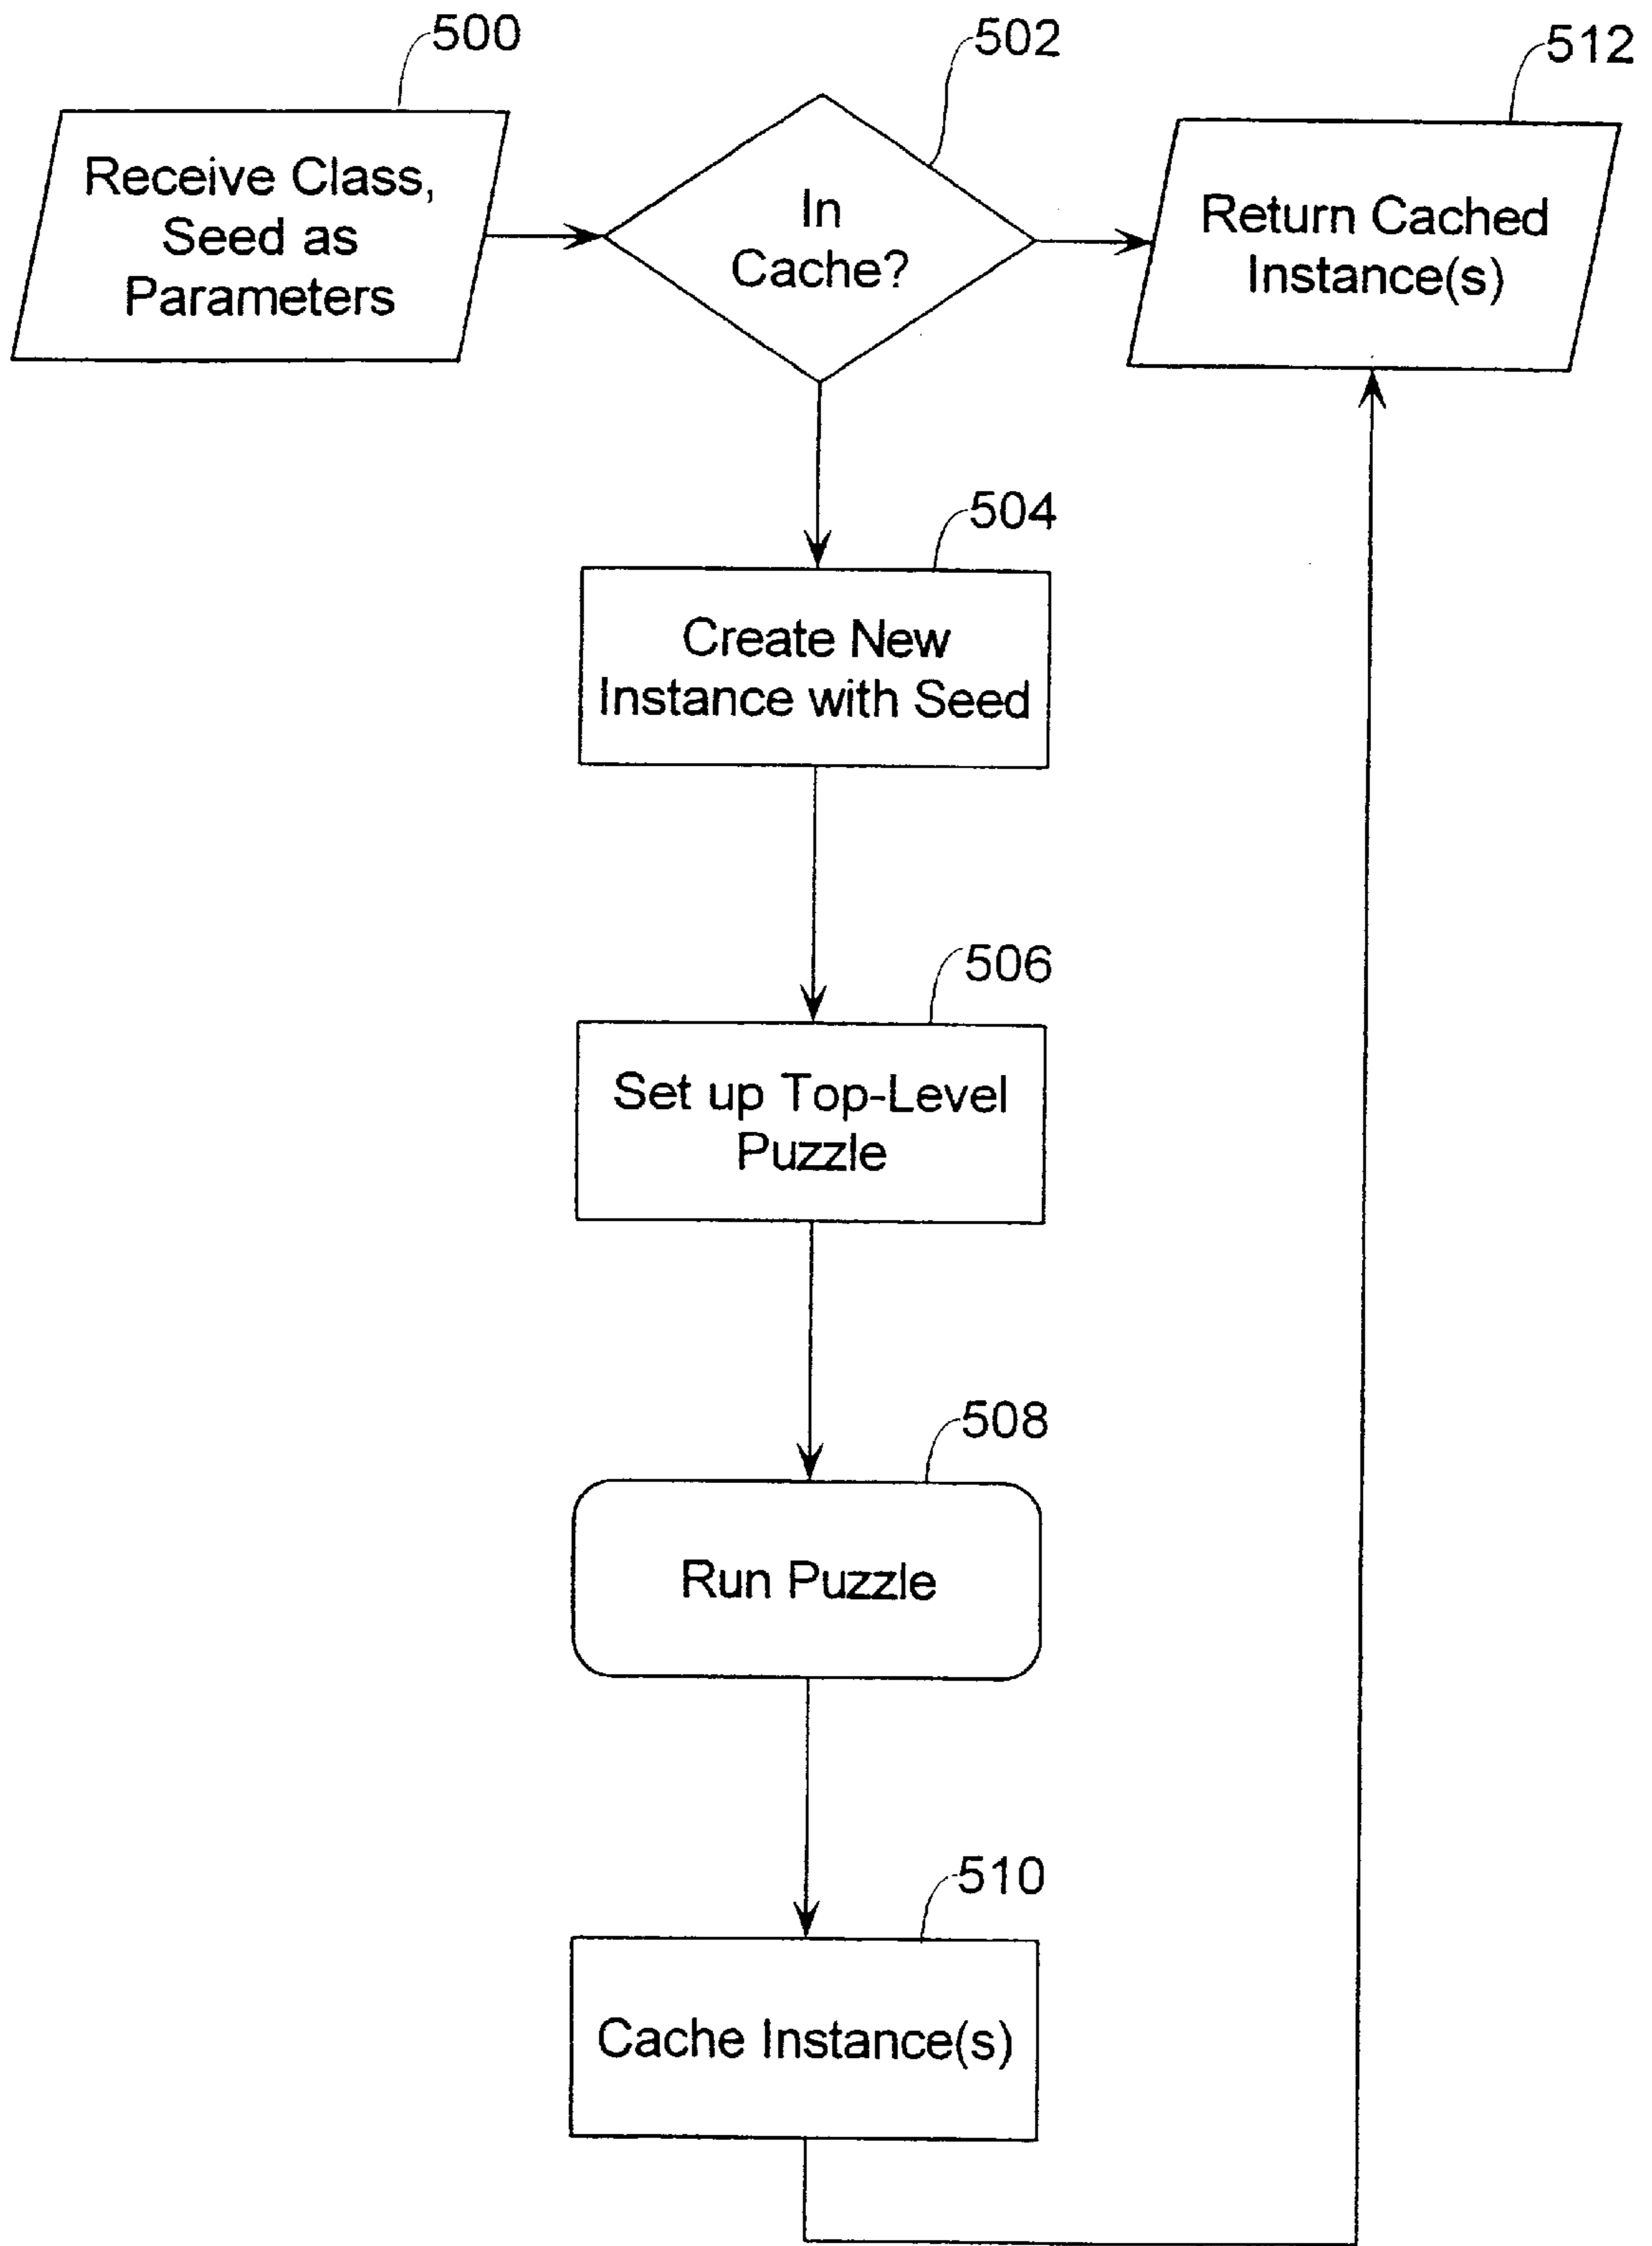 500
Receive Class,
Seed as
Parameters
502
In
Cache?
512
Return Cached
Instance(s)
504
Create New
Instance with Seed
506
Set up Top-Level
Puzzle
508
Run Puzzle
510
Cache Instance(s)